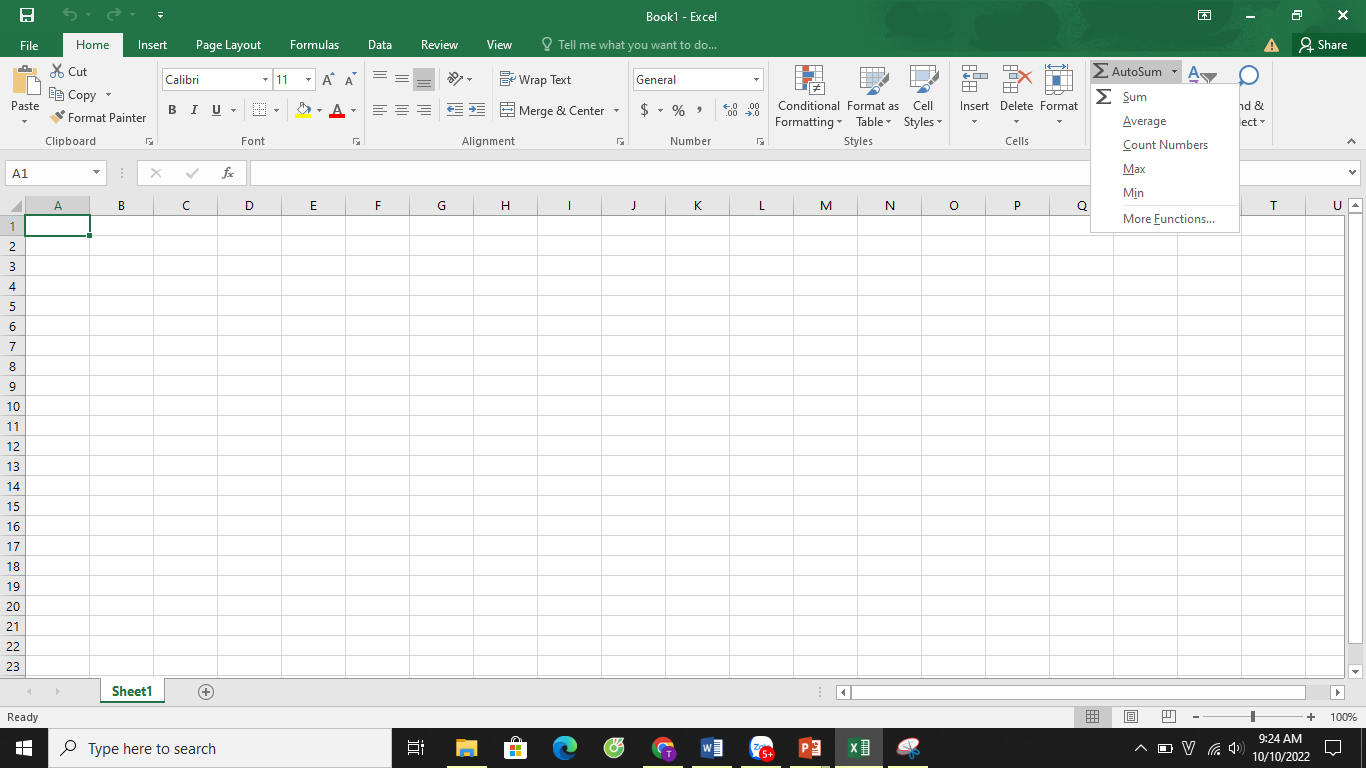 Book1 - Excel
File Home Insert Page Layout Formulas Data Review View Tell me what you want to do... Share
Paste
Cut
Copy
Format Painter
Clipboard
Calibri 11
B I U
Font
Wrap Text
Merge & Center
Alignment
General
$ % ,
Number
Conditional Formatting
Format as Table
Cell Styles
Styles
Insert Delete Format
Cells
AutoSum
Sum
Average
Count Numbers
Max
Min
More Functions...
A1
fx
A B C D E F G H I J K L M N O P Q T U
1
2
3
4
5
6
7
8
9
10
11
12
13
14
15
16
17
18
19
20
21
22
23
Sheet1
Ready 100%
Type here to search
9:24 AM
10/10/2022